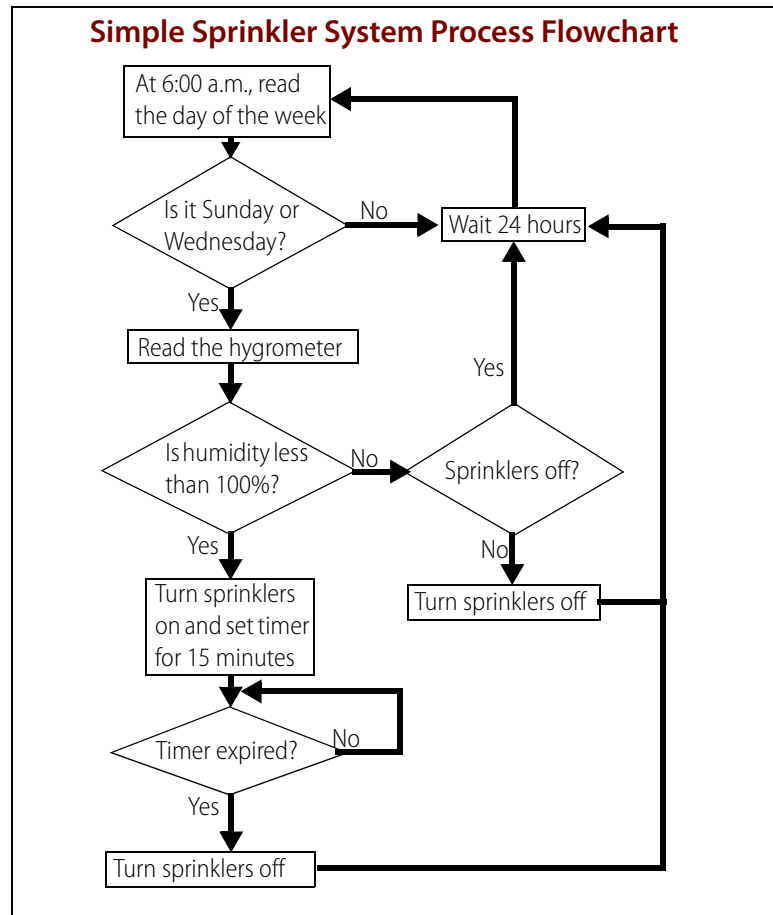 Simple Sprinkler System Process Flowchart
At 6:00 a.m., read
the day of the week
Is it Sunday or
Wednesday?
No
Wait 24 hours
Yes
Read the hygrometer
Yes
Is humidity less
than 100%?
No
Sprinklers off?
Yes
No
Turn sprinklers
on and set timer
for 15 minutes
Turn sprinklers off
Timer expired?
No
Yes
Turn sprinklers off